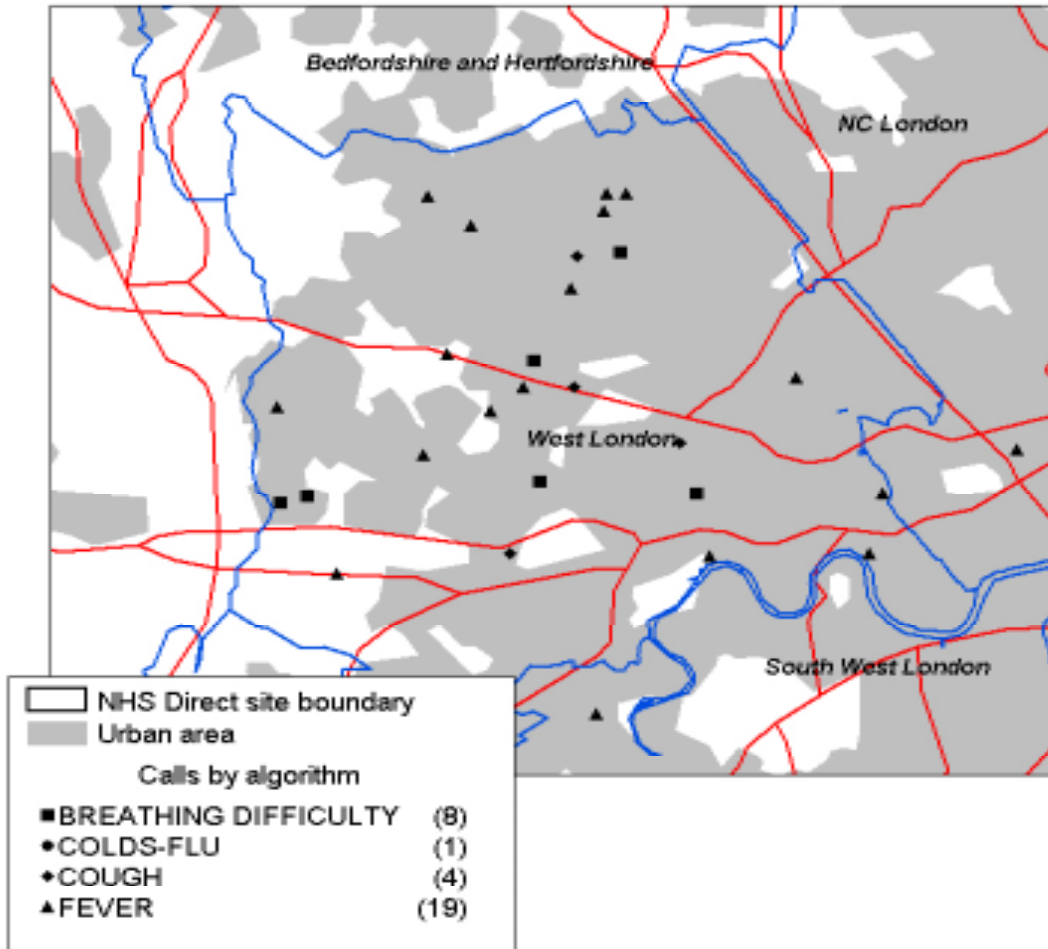 Bedfordshire and Hertfordshire
NC London
West London
South West London
NHS Direct site boundary
Urban area
Calls by algorithm
BREATHING DIFFICULTY (8)
COLDS-FLU (1)
COUGH (4)
FEVER (19)